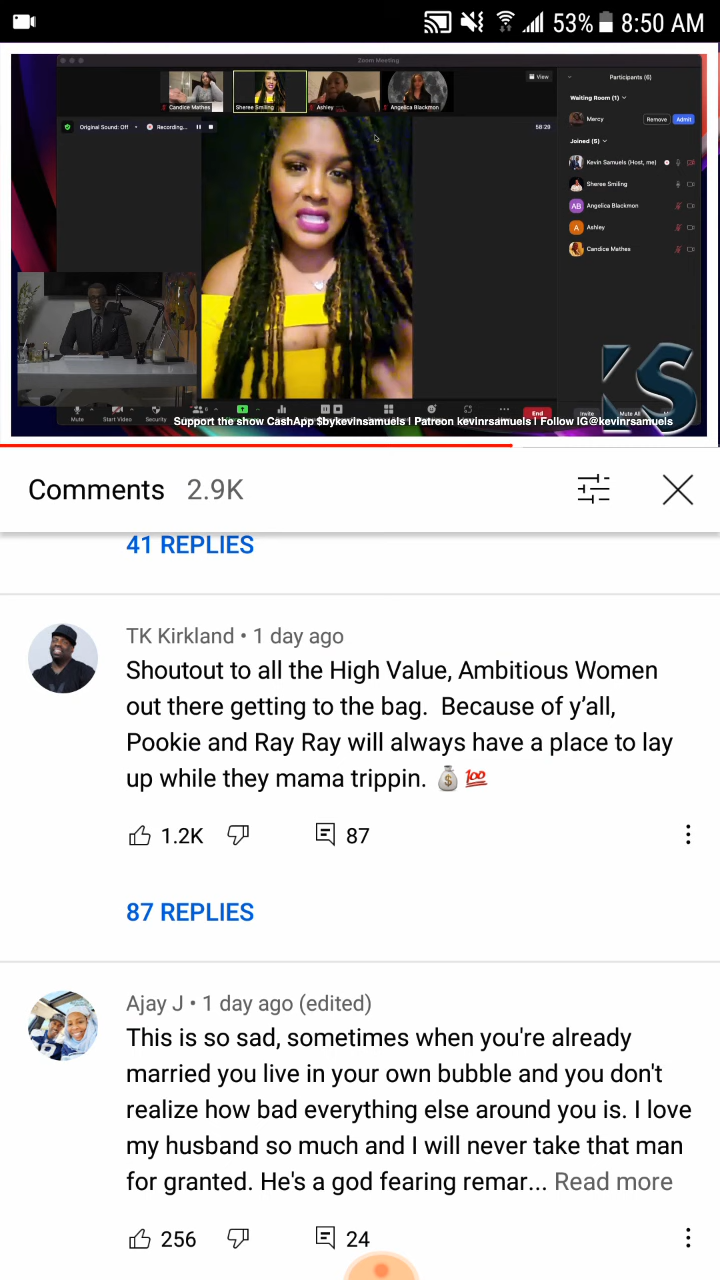 53% 8:50 AM
Zoom Meeting
Candice Mathes
Sheree Smiling
Ashley
Angelica Blackmon
View
Participants (6)
Waiting Room (1)
Mercy
Remove
Admit
Joined (5)
Original Sound: Off
Recording...
58:29
Kevin Samuels (Host, me)
Sheree Smiling
AB Angelica Blackmon
A Ashley
Candice Mathes
KS
Mute
Start Video
Security
End
Invite
Mute All
Support the show CashApp $bykevinsamuels | Patreon kevinrsamuels | Follow IG@kevinrsamuels
Comments 2.9K
41 REPLIES
TK Kirkland • 1 day ago
Shoutout to all the High Value, Ambitious Women
out there getting to the bag. Because of y’all,
Pookie and Ray Ray will always have a place to lay
up while they mama trippin. 💰💯
1.2K
87
87 REPLIES
Ajay J • 1 day ago (edited)
This is so sad, sometimes when you're already
married you live in your own bubble and you don't
realize how bad everything else around you is. I love
my husband so much and I will never take that man
for granted. He's a god fearing remar... Read more
256
24